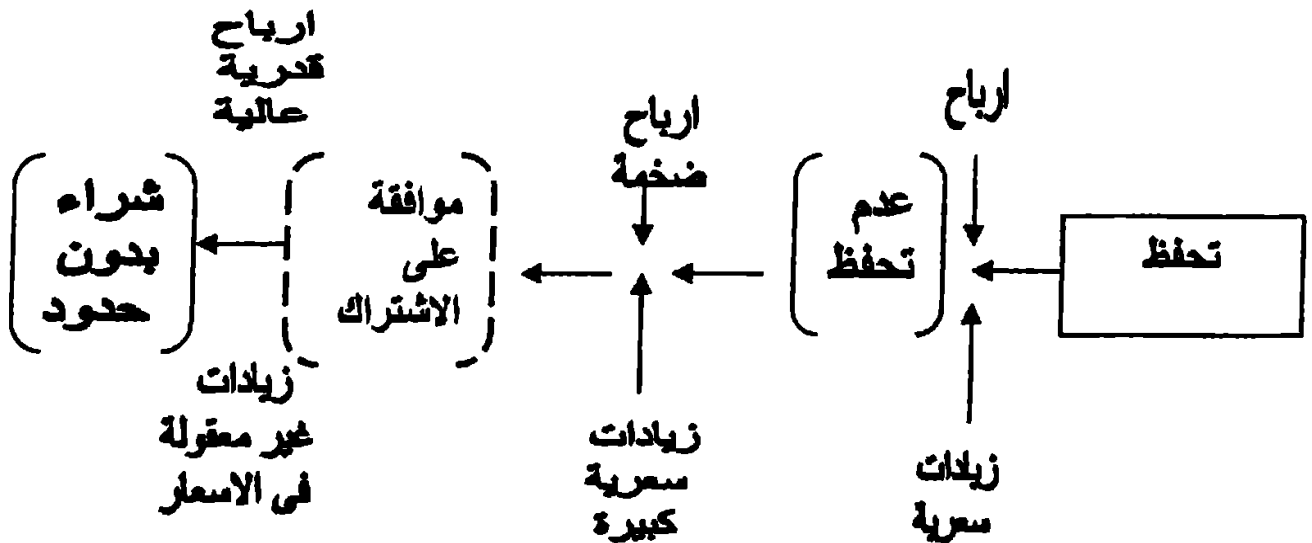 ارباح
تحفظ
زيادات
سعرية
عدم
تحفظ
ارباح
ضخمة
زيادات
سعرية
كبيرة
موافقة
على
الاشتراك
ارباح
قدرية
عالية
زيادات
غير معقولة
فى الاسعار
شراء
بدون
حدود